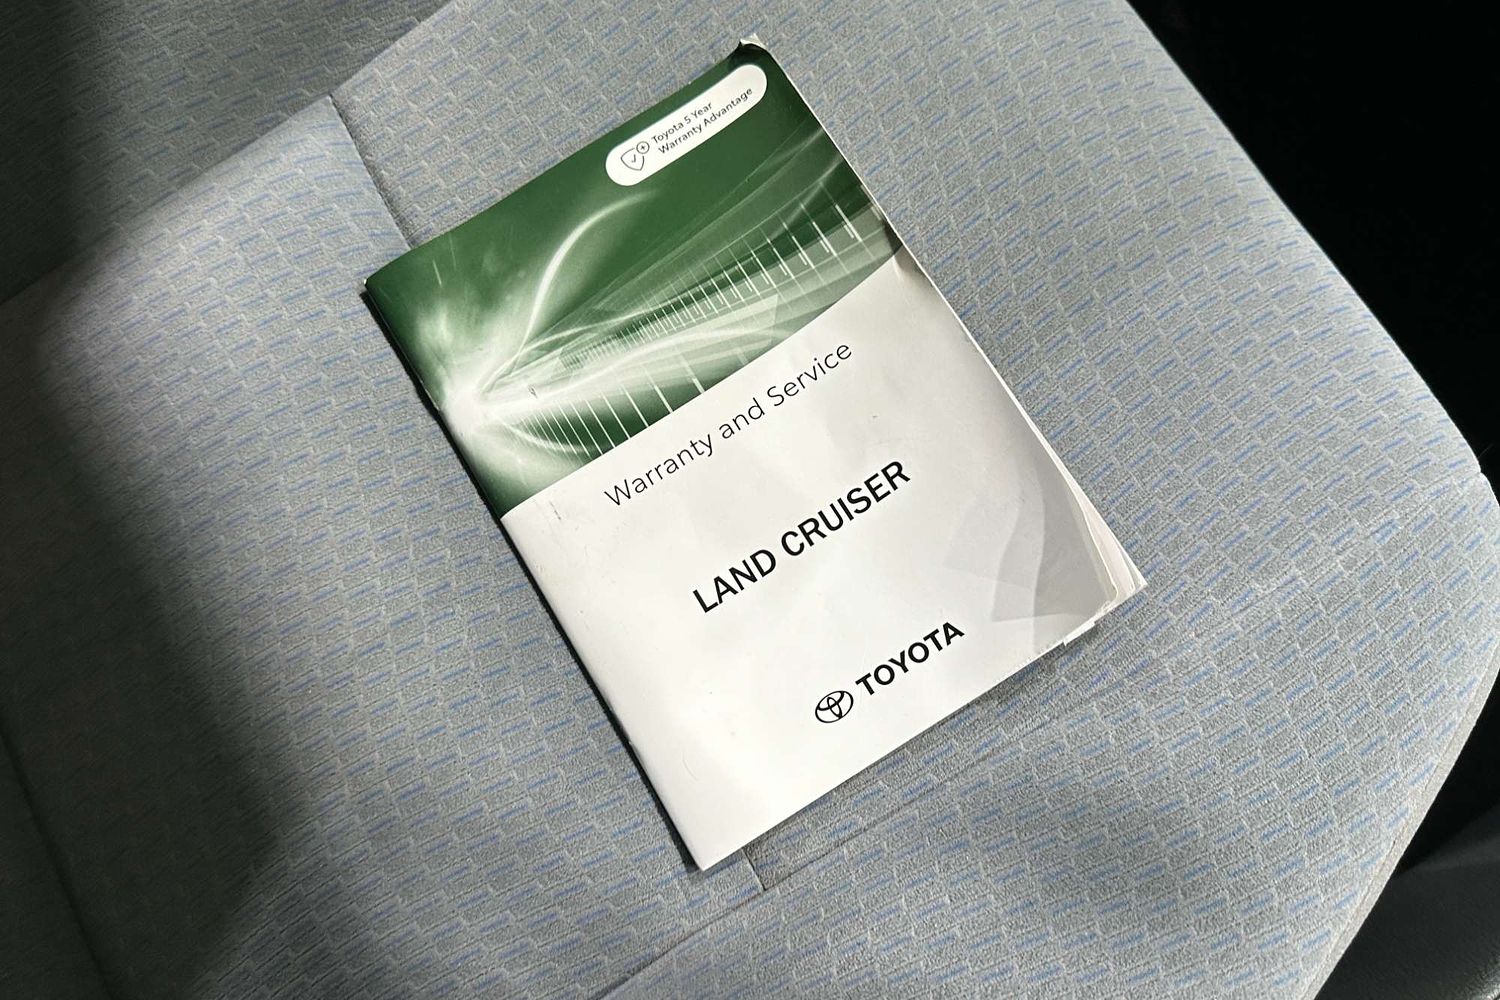 Toyota 5 Year
Warranty Advantage
Warranty and Service
LAND CRUISER
TOYOTA